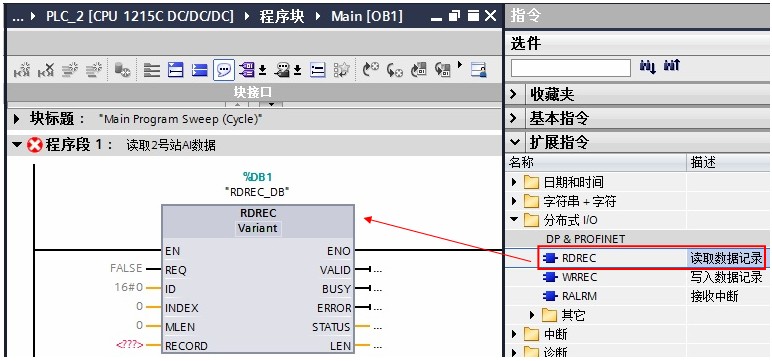 ... ▸ PLC_2 [CPU 1215C DC/DC/DC] ▸ 程序块 ▸ Main [OB1]
块接口
块标题： "Main Program Sweep (Cycle)"
程序段 1： 读取2号站AI数据
%DB1
"RDREC_DB"
RDREC
Variant
EN ENO
FALSE REQ VALID ...
16#0 ID BUSY ...
0 INDEX ERROR ...
0 MLEN STATUS ...
<???> RECORD LEN ...
指令
选件
收藏夹
基本指令
扩展指令
名称 描述
日期和时间
字符串 + 字符
分布式 I/O
DP & PROFINET
RDREC 读取数据记录
WRREC 写入数据记录
RALRM 接收中断
其它
中断
诊断